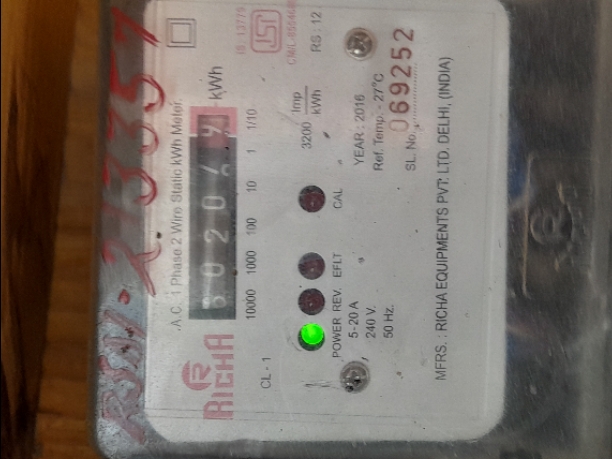 A.C. 1 Phase 2 Wire Static kWh Meter.
IS : 13779
RS : 12
kWh
10000 1000 100 10 1 1/10
RICHA
CL - 1
3200 Imp
kWh
POWER REV. EFLT CAL
5-20 A
240 V.
50 Hz.
YEAR : 2016
Ref. Temp. - 27°C
SL. No. 069252
MFRS. : RICHA EQUIPMENTS PVT. LTD. DELHI, (INDIA)